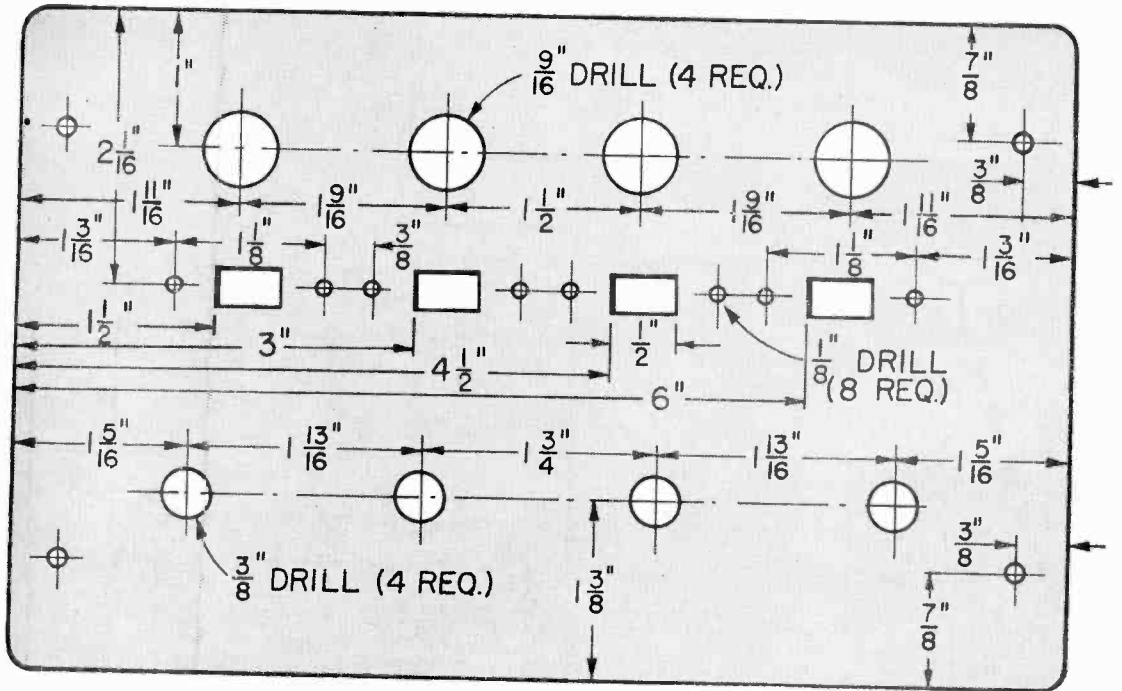 1"
9/16" DRILL (4 REQ.)
7/8"
2 1/16"
3/8"
1 11/16" 1 9/16" 1 1/2" 1 9/16" 1 11/16"
1 3/16" 1 1/8" 3/8" 1 1/8" 1 3/16"
1 1/2"
3"
1/2"
4 1/2"
1/8" DRILL
(8 REQ.)
6"
1 5/16" 1 13/16" 1 3/4" 1 13/16" 1 5/16"
3/8"
3/8" DRILL (4 REQ.)
1 3/8"
7/8"